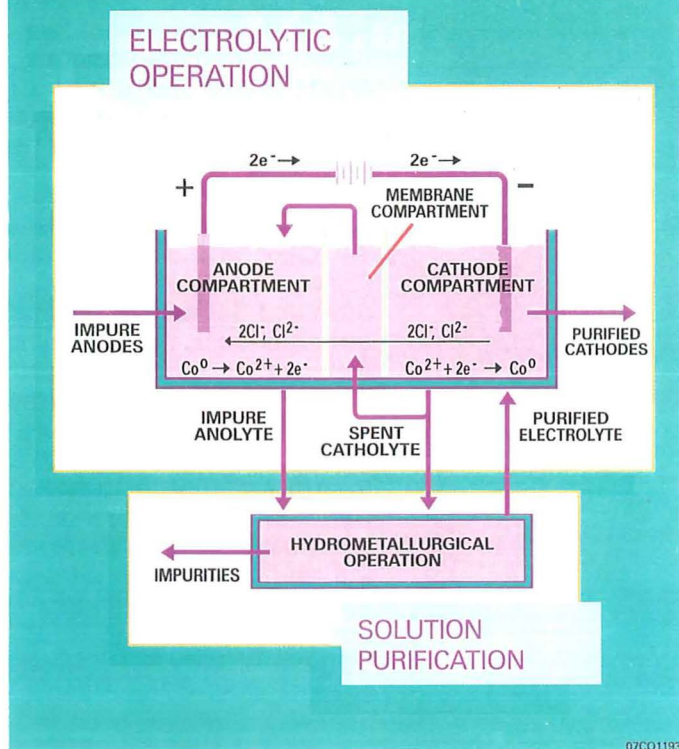 ELECTROLYTIC
OPERATION
2e⁻→
2e⁻→
+
−
MEMBRANE
COMPARTMENT
ANODE
COMPARTMENT
CATHODE
COMPARTMENT
IMPURE
ANODES
2Cl⁻, Cl²⁻
2Cl⁻, Cl²⁻
PURIFIED
CATHODES
Co⁰ → Co²⁺ + 2e⁻
Co²⁺ + 2e⁻ → Co⁰
IMPURE
ANOLYTE
SPENT
CATHOLYTE
PURIFIED
ELECTROLYTE
HYDROMETALLURGICAL
OPERATION
IMPURITIES
SOLUTION
PURIFICATION
07CO1193